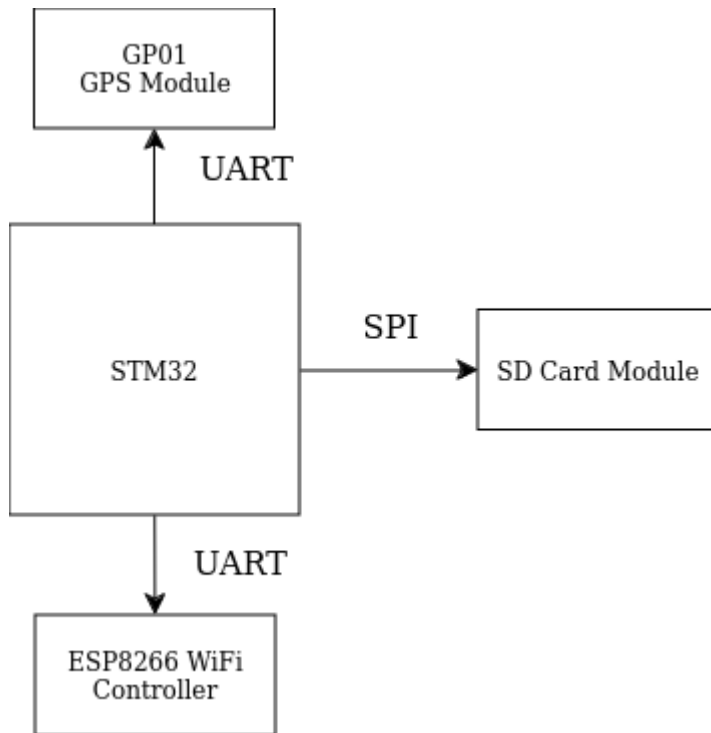 GP01
GPS Module
UART
STM32
SPI
SD Card Module
UART
ESP8266 WiFi
Controller